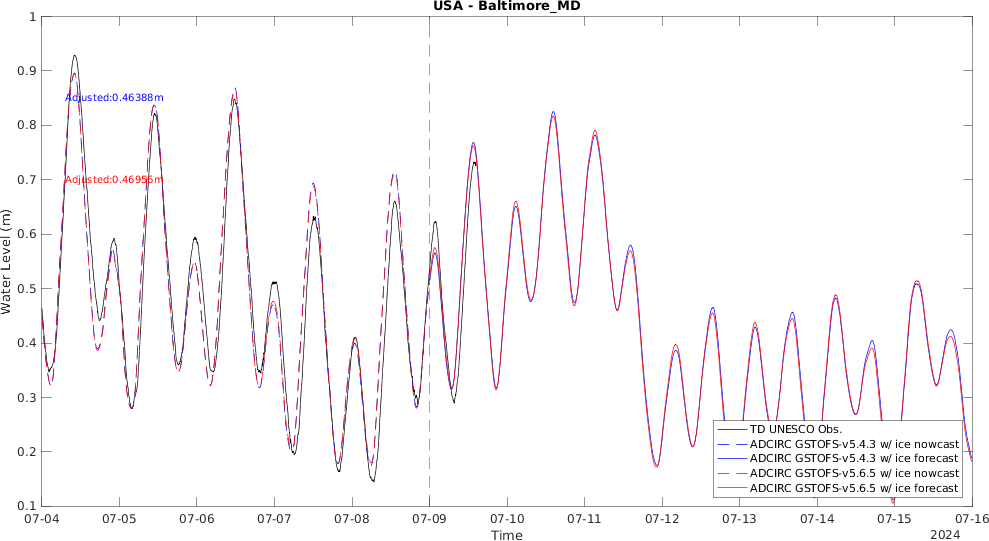 USA - Baltimore_MD
1
0.9
0.8
0.7
0.6
0.5
0.4
0.3
0.2
0.1
Water Level (m)
Adjusted:0.46388m
Adjusted:0.46956m
TD UNESCO Obs.
ADCIRC GSTOFS-v5.4.3 w/ ice nowcast
ADCIRC GSTOFS-v5.4.3 w/ ice forecast
ADCIRC GSTOFS-v5.6.5 w/ ice nowcast
ADCIRC GSTOFS-v5.6.5 w/ ice forecast
07-04 07-05 07-06 07-07 07-08 07-09 07-10 07-11 07-12 07-13 07-14 07-15 07-16
Time
2024